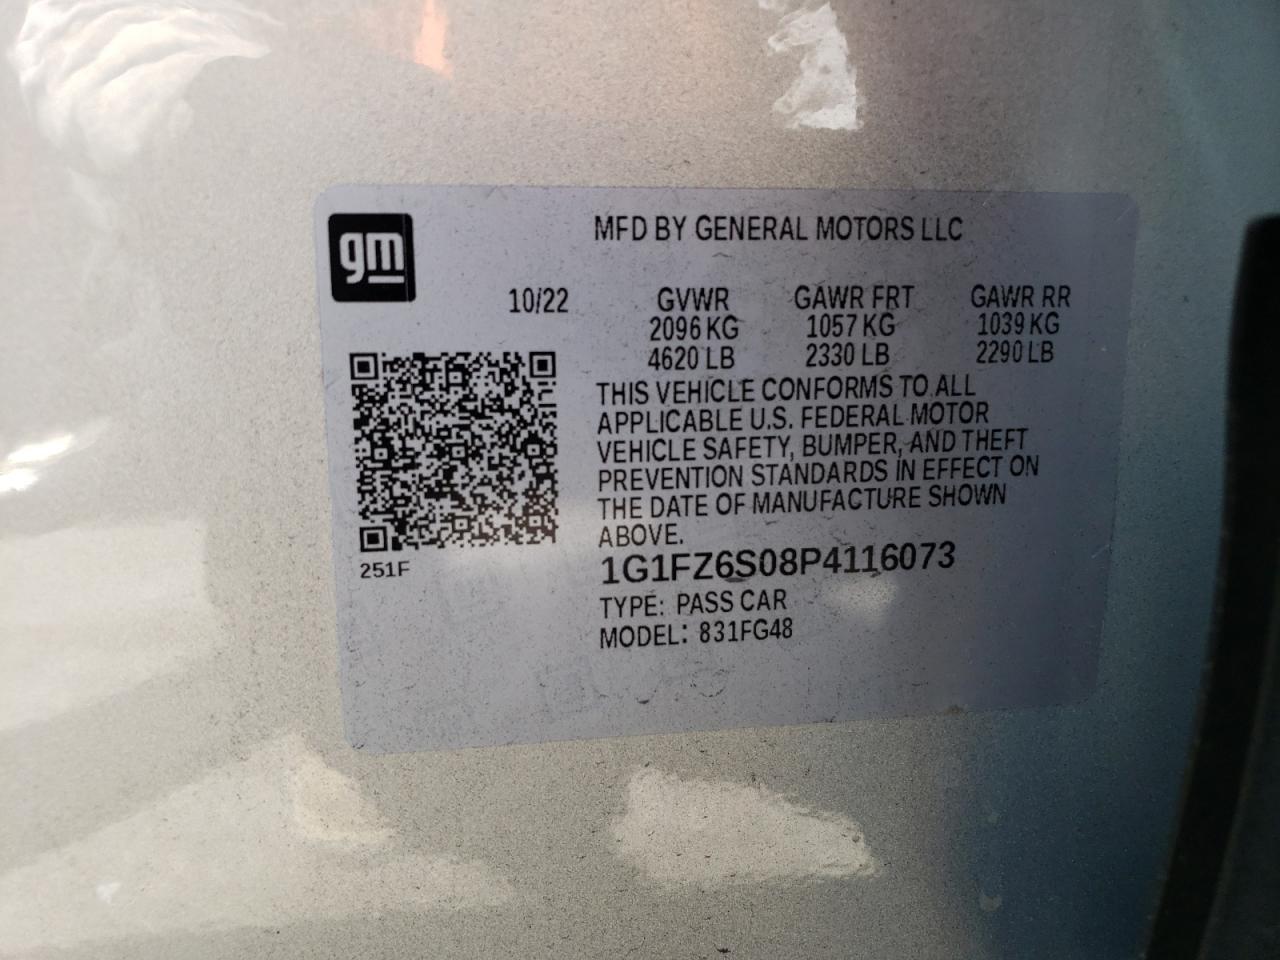 gm
MFD BY GENERAL MOTORS LLC
10/22 GVWR GAWR FRT GAWR RR
2096 KG 1057 KG 1039 KG
4620 LB 2330 LB 2290 LB
THIS VEHICLE CONFORMS TO ALL
APPLICABLE U.S. FEDERAL MOTOR
VEHICLE SAFETY, BUMPER, AND THEFT
PREVENTION STANDARDS IN EFFECT ON
THE DATE OF MANUFACTURE SHOWN
ABOVE.
251F
1G1FZ6S08P4116073
TYPE: PASS CAR
MODEL: 831FG48